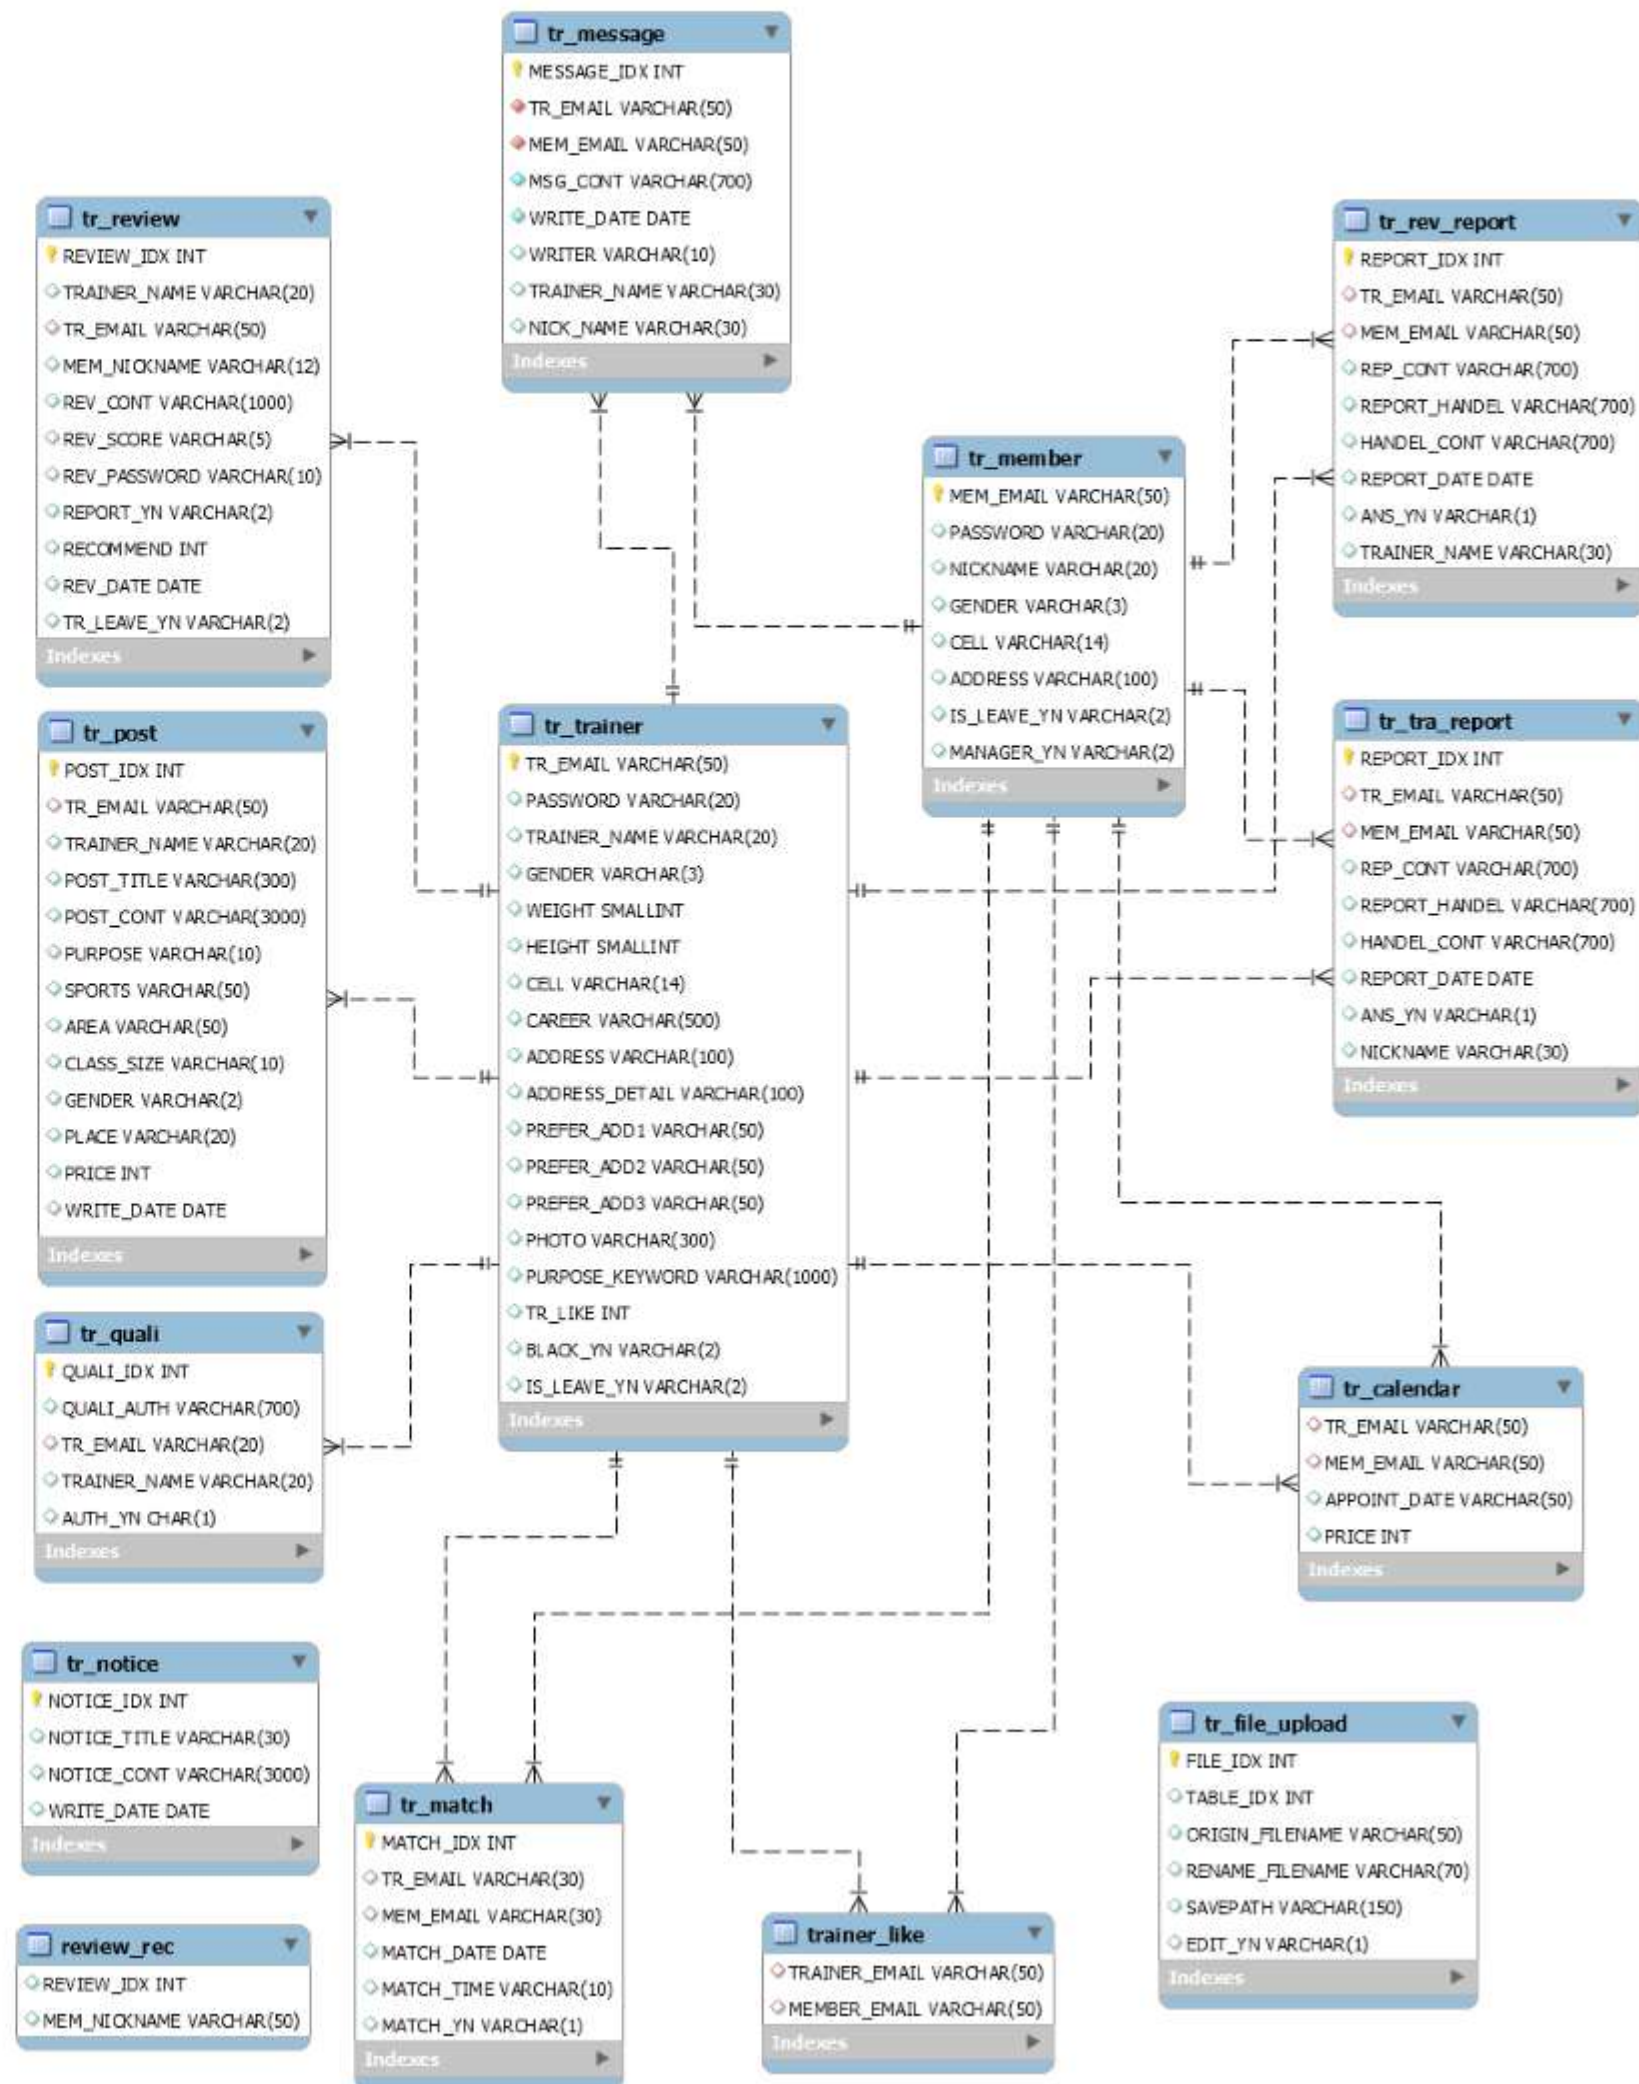 tr_message
MESSAGE_IDX INT
TR_EMAIL VARCHAR(50)
MEM_EMAIL VARCHAR(50)
MSG_CONT VARCHAR(700)
WRITE_DATE DATE
WRITER VARCHAR(10)
TRAINER_NAME VARCHAR(30)
NICK_NAME VARCHAR(30)
Indexes
tr_review
REVIEW_IDX INT
TRAINER_NAME VARCHAR(20)
TR_EMAIL VARCHAR(50)
MEM_NICKNAME VARCHAR(12)
REV_CONT VARCHAR(1000)
REV_SCORE VARCHAR(5)
REV_PASSWORD VARCHAR(10)
REPORT_YN VARCHAR(2)
RECOMMEND INT
REV_DATE DATE
TR_LEAVE_YN VARCHAR(2)
Indexes
tr_rev_report
REPORT_IDX INT
TR_EMAIL VARCHAR(50)
MEM_EMAIL VARCHAR(50)
REP_CONT VARCHAR(700)
REPORT_HANDEL VARCHAR(700)
HANDEL_CONT VARCHAR(700)
REPORT_DATE DATE
ANS_YN VARCHAR(1)
TRAINER_NAME VARCHAR(30)
Indexes
tr_member
MEM_EMAIL VARCHAR(50)
PASSWORD VARCHAR(20)
NICKNAME VARCHAR(20)
GENDER VARCHAR(3)
CELL VARCHAR(14)
ADDRESS VARCHAR(100)
IS_LEAVE_YN VARCHAR(2)
MANAGER_YN VARCHAR(2)
Indexes
tr_post
POST_IDX INT
TR_EMAIL VARCHAR(50)
TRAINER_NAME VARCHAR(20)
POST_TITLE VARCHAR(300)
POST_CONT VARCHAR(3000)
PURPOSE VARCHAR(10)
SPORTS VARCHAR(50)
AREA VARCHAR(50)
CLASS_SIZE VARCHAR(10)
GENDER VARCHAR(2)
PLACE VARCHAR(20)
PRICE INT
WRITE_DATE DATE
Indexes
tr_trainer
TR_EMAIL VARCHAR(50)
PASSWORD VARCHAR(20)
TRAINER_NAME VARCHAR(20)
GENDER VARCHAR(3)
WEIGHT SMALLINT
HEIGHT SMALLINT
CELL VARCHAR(14)
CAREER VARCHAR(500)
ADDRESS VARCHAR(100)
ADDRESS_DETAIL VARCHAR(100)
PREFER_ADD1 VARCHAR(50)
PREFER_ADD2 VARCHAR(50)
PREFER_ADD3 VARCHAR(50)
PHOTO VARCHAR(300)
PURPOSE_KEYWORD VARCHAR(1000)
TR_LIKE INT
BLACK_YN VARCHAR(2)
IS_LEAVE_YN VARCHAR(2)
Indexes
tr_tra_report
REPORT_IDX INT
TR_EMAIL VARCHAR(50)
MEM_EMAIL VARCHAR(50)
REP_CONT VARCHAR(700)
REPORT_HANDEL VARCHAR(700)
HANDEL_CONT VARCHAR(700)
REPORT_DATE DATE
ANS_YN VARCHAR(1)
NICKNAME VARCHAR(30)
Indexes
tr_quali
QUALI_IDX INT
QUALI_AUTH VARCHAR(700)
TR_EMAIL VARCHAR(20)
TRAINER_NAME VARCHAR(20)
AUTH_YN CHAR(1)
Indexes
tr_calendar
TR_EMAIL VARCHAR(50)
MEM_EMAIL VARCHAR(50)
APPOINT_DATE VARCHAR(50)
PRICE INT
Indexes
tr_notice
NOTICE_IDX INT
NOTICE_TITLE VARCHAR(30)
NOTICE_CONT VARCHAR(3000)
WRITE_DATE DATE
Indexes
tr_file_upload
FILE_IDX INT
TABLE_IDX INT
ORIGIN_FILENAME VARCHAR(50)
RENAME_FILENAME VARCHAR(70)
SAVEPATH VARCHAR(150)
EDIT_YN VARCHAR(1)
Indexes
tr_match
MATCH_IDX INT
TR_EMAIL VARCHAR(30)
MEM_EMAIL VARCHAR(30)
MATCH_DATE DATE
MATCH_TIME VARCHAR(10)
MATCH_YN VARCHAR(1)
Indexes
trainer_like
TRAINER_EMAIL VARCHAR(50)
MEMBER_EMAIL VARCHAR(50)
Indexes
review_rec
REVIEW_IDX INT
MEM_NICKNAME VARCHAR(50)